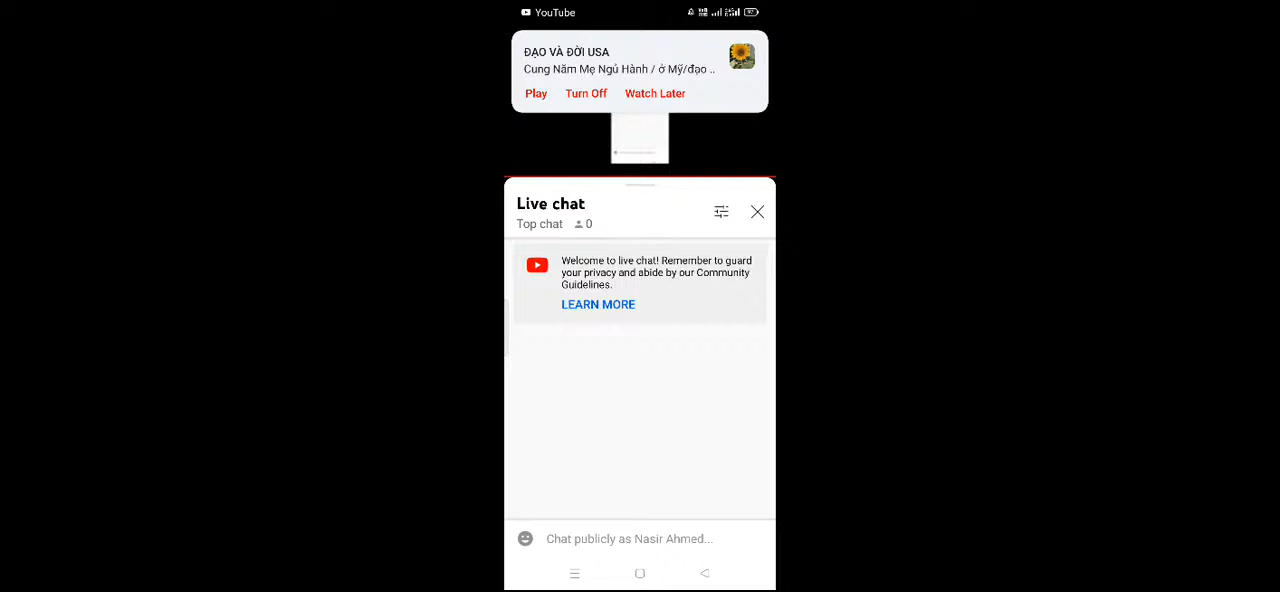 YouTube
ĐẠO VÀ ĐỜI USA
Cung Năm Mẹ Ngủ Hành / ở Mỹ/đạo ..
Play Turn Off Watch Later
Live chat
Top chat 0
Welcome to live chat! Remember to guard
your privacy and abide by our Community
Guidelines.
LEARN MORE
Chat publicly as Nasir Ahmed...